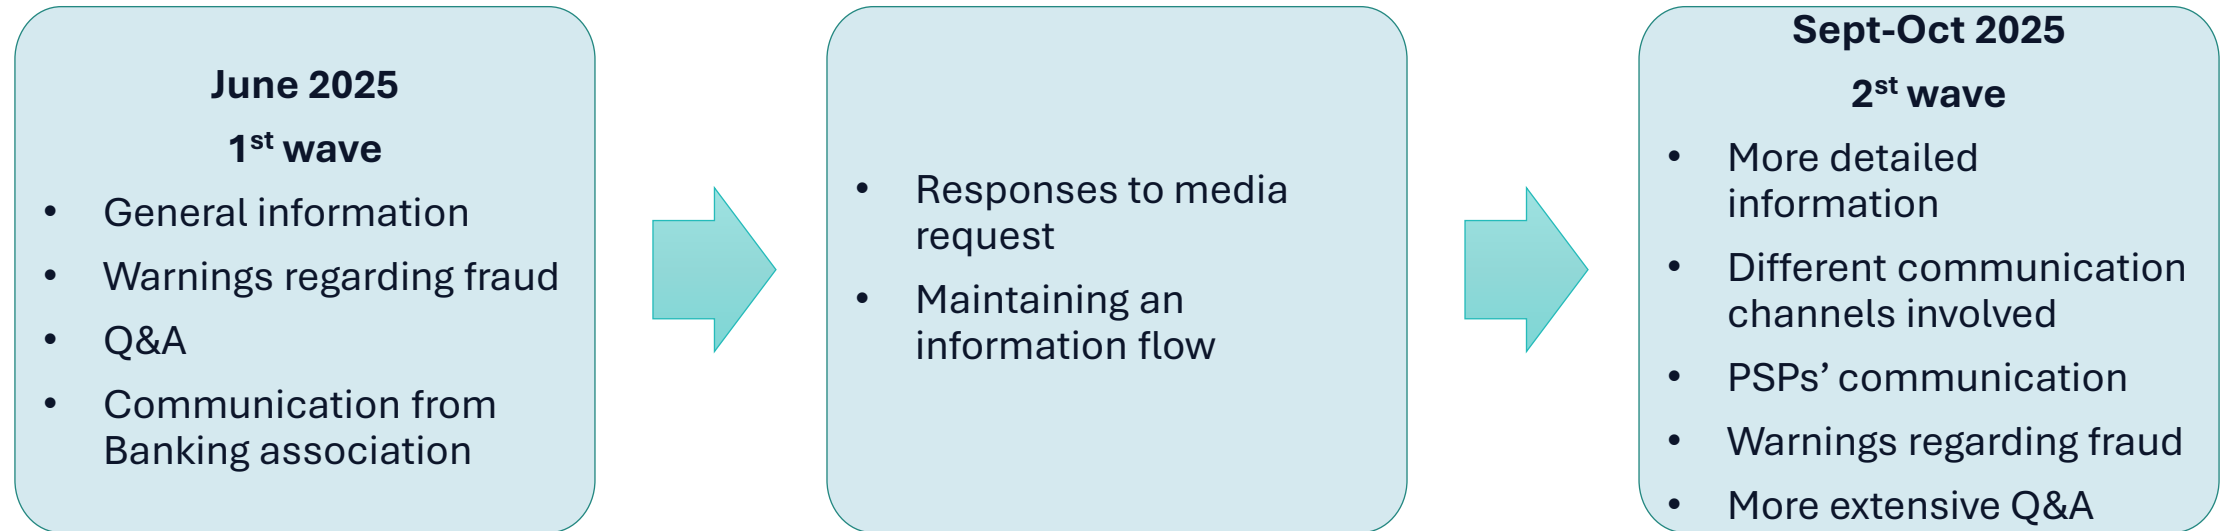 June 2025
1st wave
• General information
• Warnings regarding fraud
• Q&A
• Communication from
Banking association
• Responses to media
request
• Maintaining an
information flow
Sept-Oct 2025
2st wave
• More detailed
information
• Different communication
channels involved
• PSPs’ communication
• Warnings regarding fraud
• More extensive Q&A